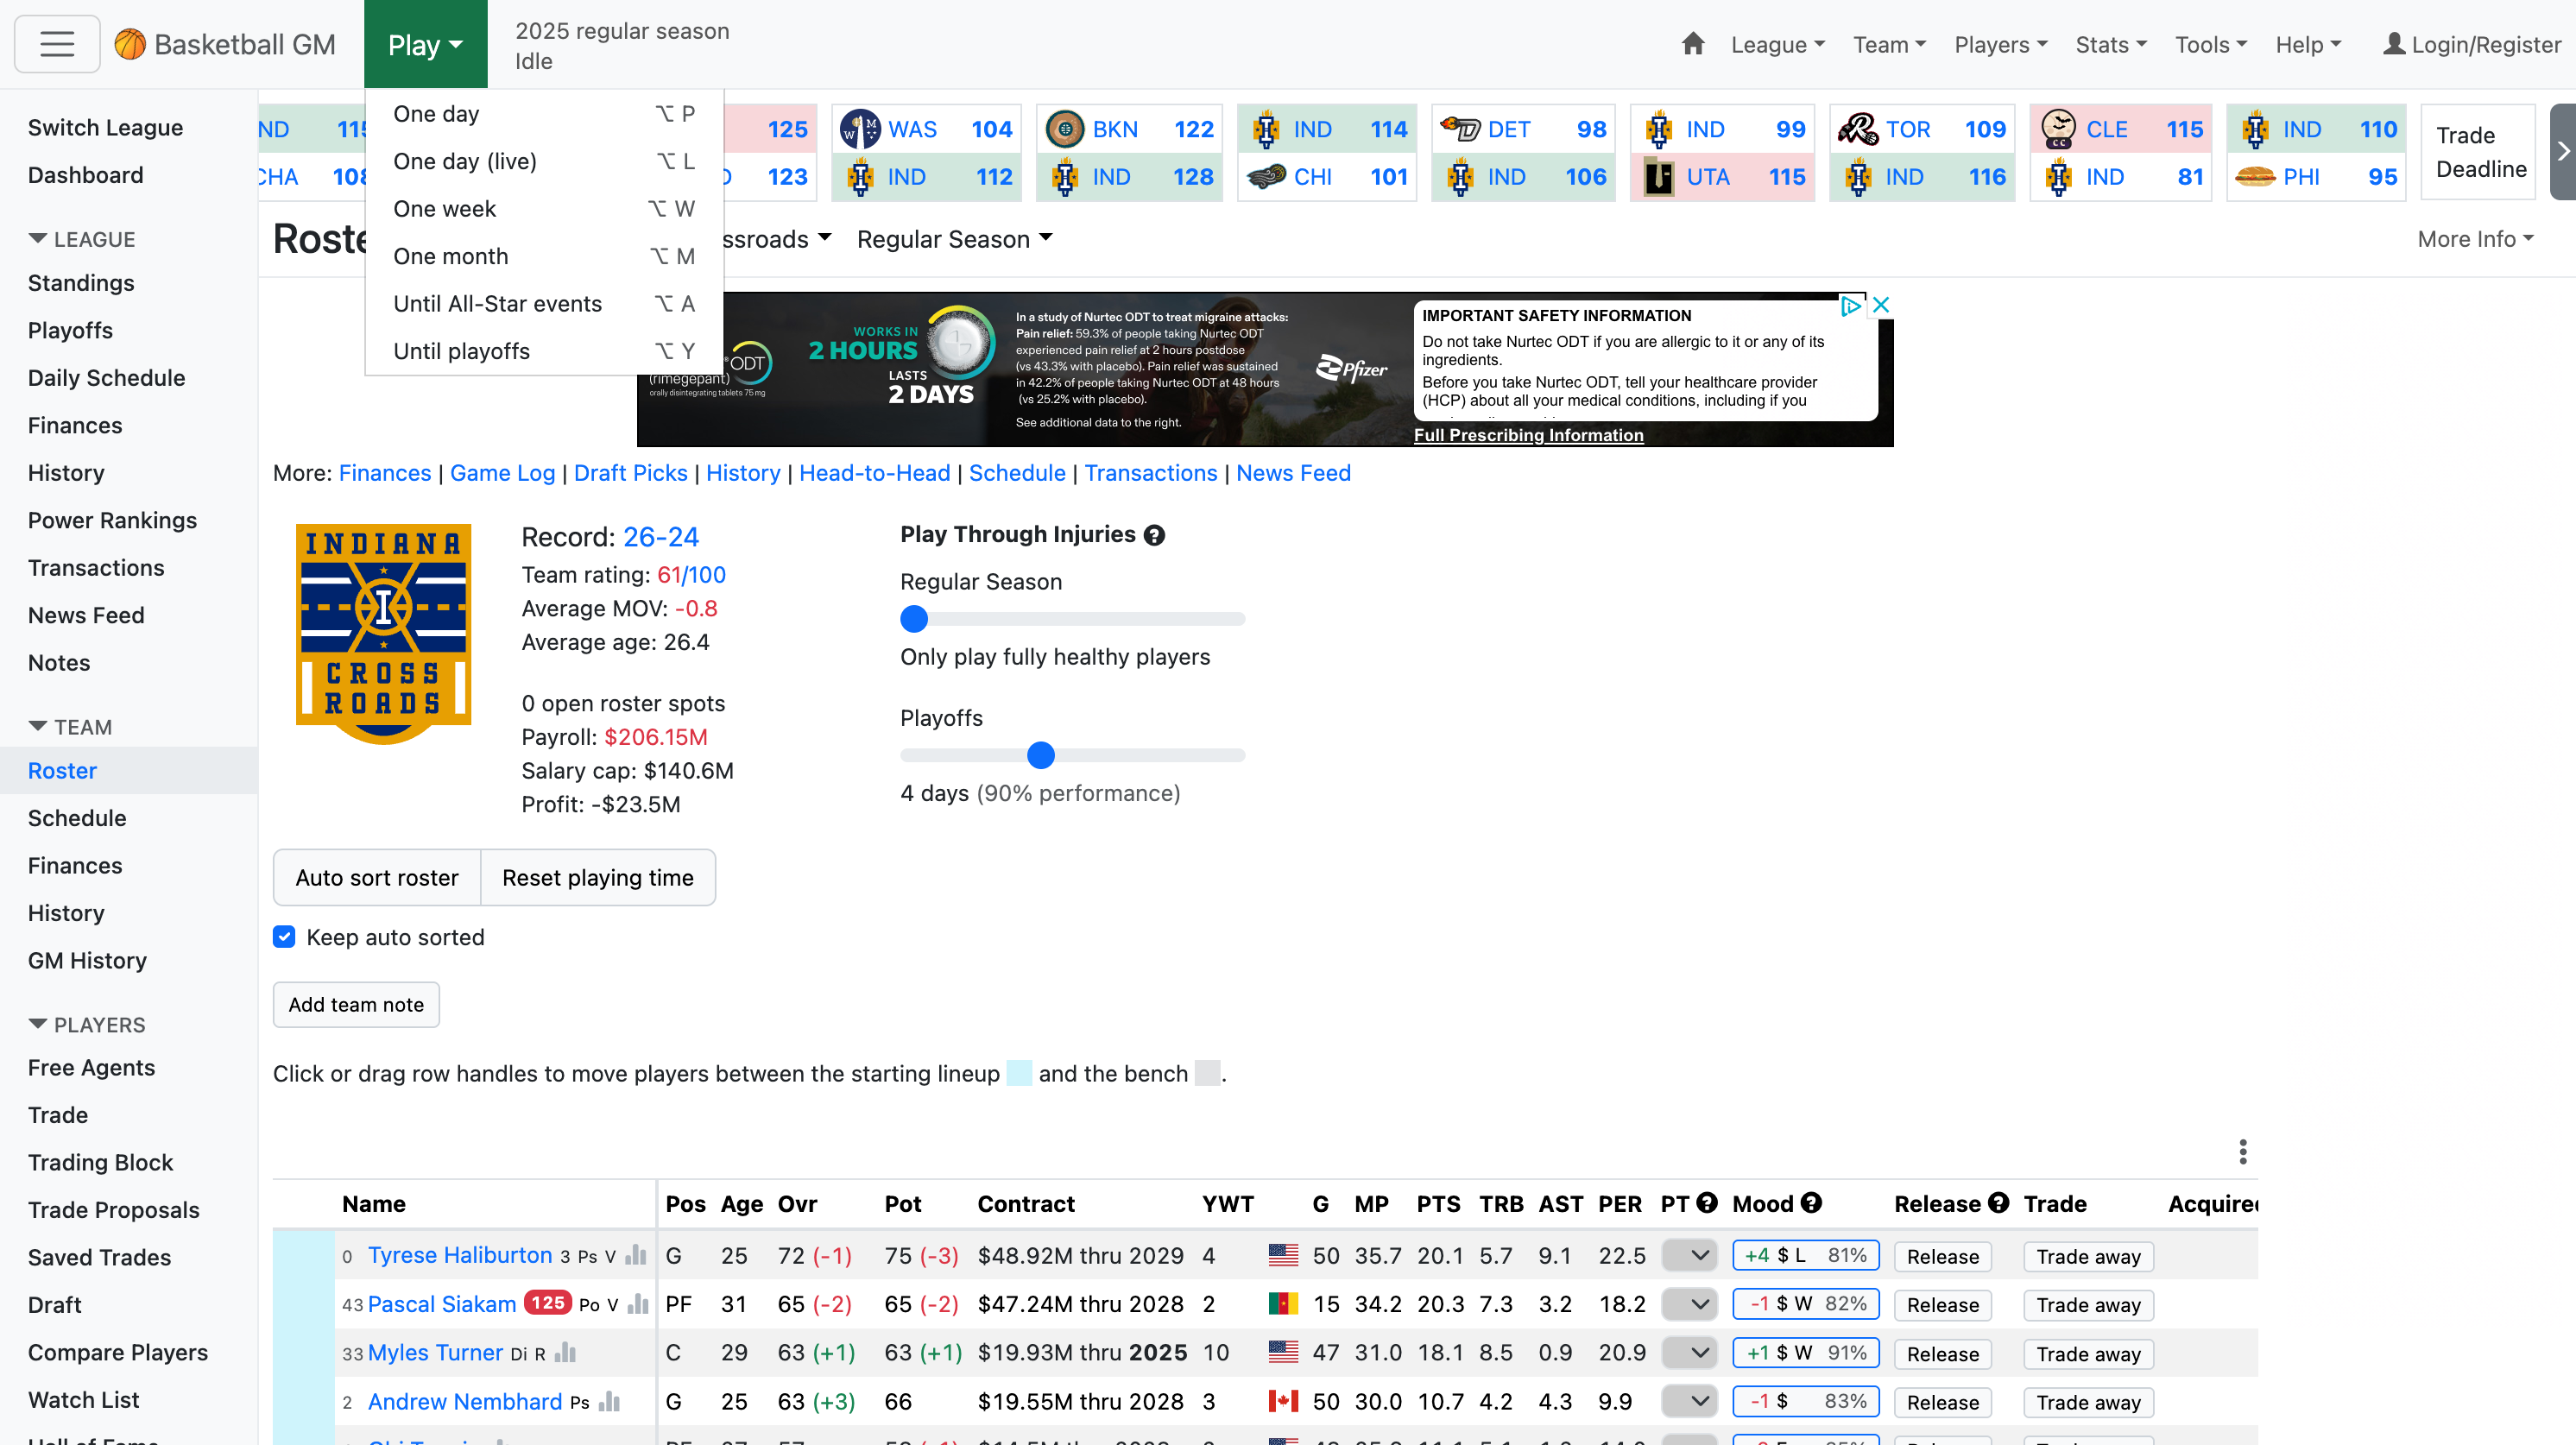 Basketball GM
Play
2025 regular season
Idle
League
Team
Players
Stats
Tools
Help
Login/Register
One day ⌥ P
One day (live) ⌥ L
One week ⌥ W
One month ⌥ M
Until All-Star events ⌥ A
Until playoffs ⌥ Y
Switch League
Dashboard
LEAGUE
Standings
Playoffs
Daily Schedule
Finances
History
Power Rankings
Transactions
News Feed
Notes
TEAM
Roster
Schedule
Finances
History
GM History
PLAYERS
Free Agents
Trade
Trading Block
Trade Proposals
Saved Trades
Draft
Compare Players
Watch List
125
123
WAS 104
IND 112
BKN 122
IND 128
IND 114
CHI 101
DET 98
IND 106
IND 99
UTA 115
TOR 109
IND 116
CLE 115
IND 81
IND 110
PHI 95
Trade
Deadline
Regular Season
More Info
ODT
(rimegepant)
orally disintegrating tablets 75 mg
WORKS IN
2 HOURS
LASTS
2 DAYS
In a study of Nurtec ODT to treat migraine attacks:
Pain relief: 59.3% of people taking Nurtec ODT
experienced pain relief at 2 hours postdose
(vs 43.3% with placebo). Pain relief was sustained
in 42.2% of people taking Nurtec ODT at 48 hours
(vs 25.2% with placebo).
See additional data to the right.
Pfizer
IMPORTANT SAFETY INFORMATION
Do not take Nurtec ODT if you are allergic to it or any of its
ingredients.
Before you take Nurtec ODT, tell your healthcare provider
(HCP) about all your medical conditions, including if you
Full Prescribing Information
More: Finances | Game Log | Draft Picks | History | Head-to-Head | Schedule | Transactions | News Feed
INDIANA
I
CROSS
ROADS
Record: 26-24
Team rating: 61/100
Average MOV: -0.8
Average age: 26.4
0 open roster spots
Payroll: $206.15M
Salary cap: $140.6M
Profit: -$23.5M
Play Through Injuries
Regular Season
Only play fully healthy players
Playoffs
4 days (90% performance)
Auto sort roster
Reset playing time
Keep auto sorted
Add team note
Click or drag row handles to move players between the starting lineup and the bench .
Name Pos Age Ovr Pot Contract YWT G MP PTS TRB AST PER PT Mood Release Trade
0 Tyrese Haliburton 3 Ps V G 25 72 (-1) 75 (-3) $48.92M thru 2029 4 50 35.7 20.1 5.7 9.1 22.5 +4 $ L 81% Release Trade away
43 Pascal Siakam 125 Po V PF 31 65 (-2) 65 (-2) $47.24M thru 2028 2 15 34.2 20.3 7.3 3.2 18.2 -1 $ W 82% Release Trade away
33 Myles Turner Di R C 29 63 (+1) 63 (+1) $19.93M thru 2025 10 47 31.0 18.1 8.5 0.9 20.9 +1 $ W 91% Release Trade away
2 Andrew Nembhard Ps G 25 63 (+3) 66 $19.55M thru 2028 3 50 30.0 10.7 4.2 4.3 9.9 -1 $ 83% Release Trade away